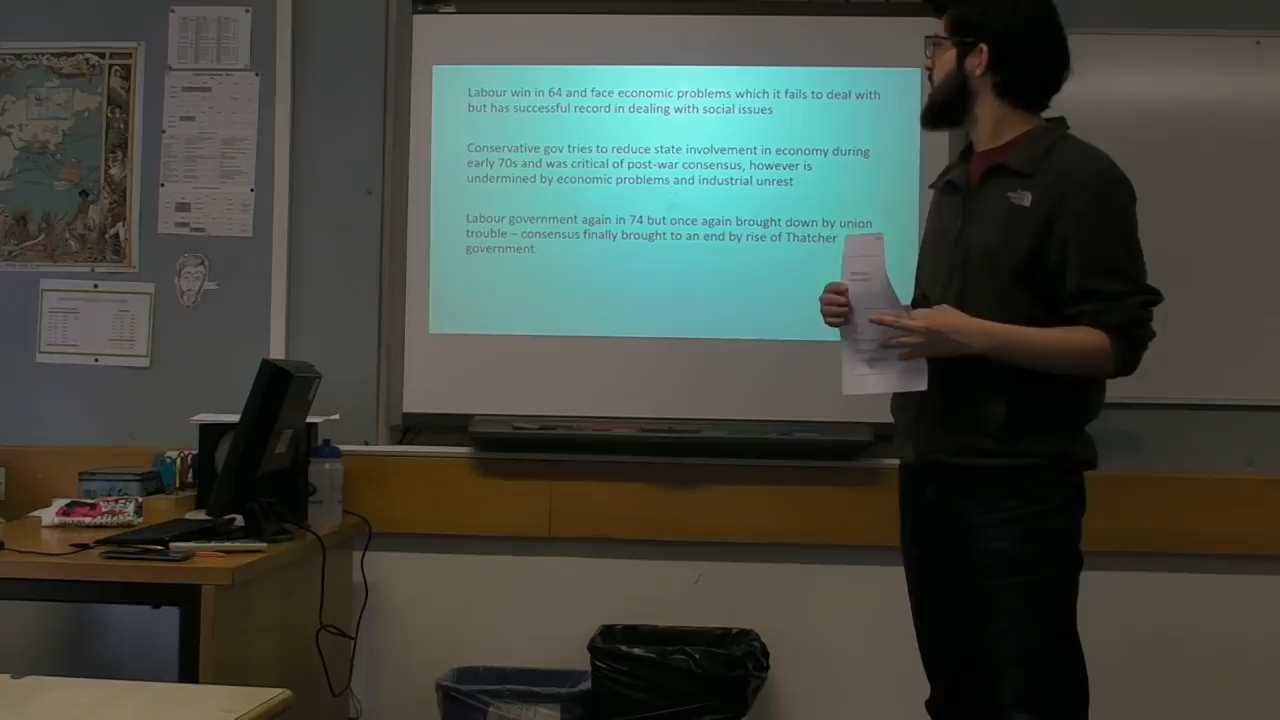 Labour win in 64 and face economic problems which it fails to deal with
but has successful record in dealing with social issues
Conservative gov tries to reduce state involvement in economy during
early 70s and was critical of post-war consensus, however is
undermined by economic problems and industrial unrest
Labour government again in 74 but once again brought down by union
trouble – consensus finally brought to an end by rise of Thatcher
government